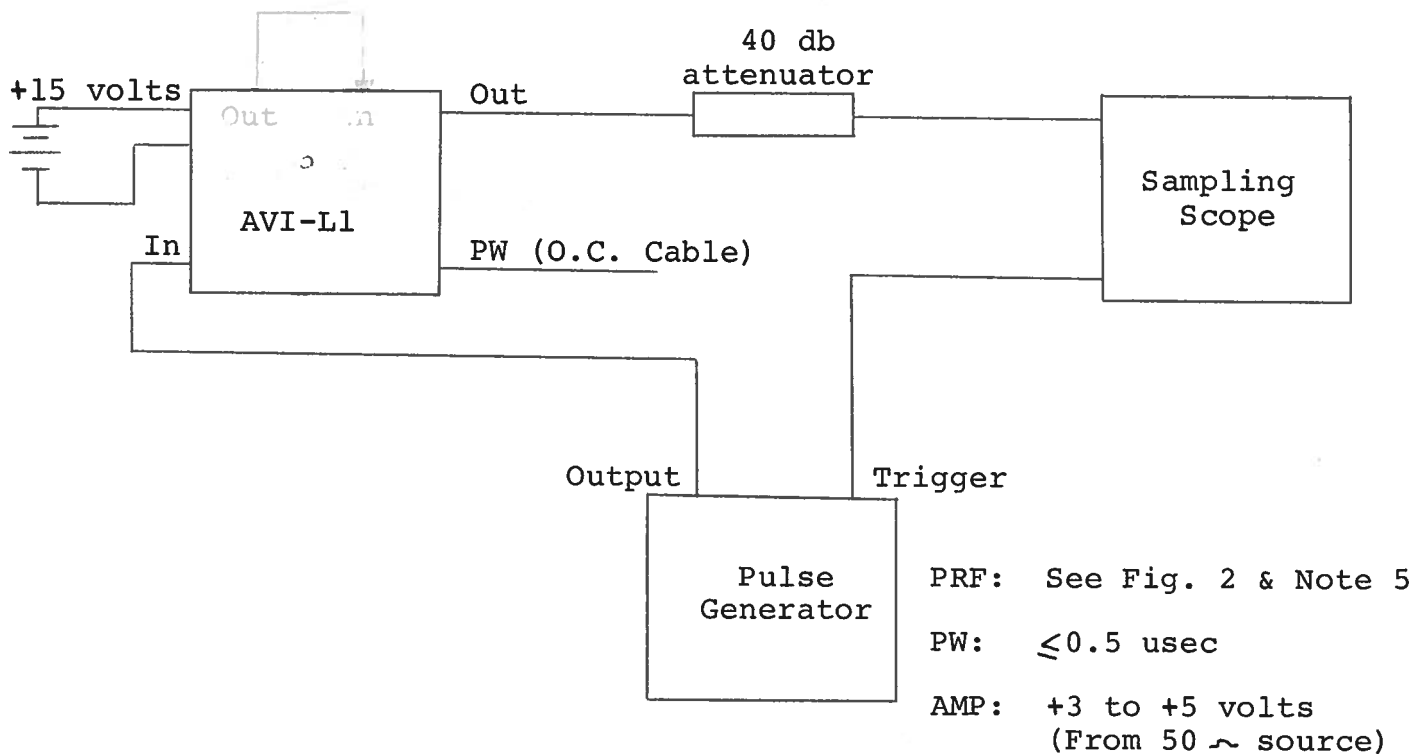 40 db
attenuator
+15 volts
Out
Out
Sampling
Scope
AVI-L1
In
PW (O.C. Cable)
Output
Trigger
Pulse
Generator
PRF: See Fig. 2 & Note 5
PW: ≤0.5 usec
AMP: +3 to +5 volts
(From 50 ~ source)